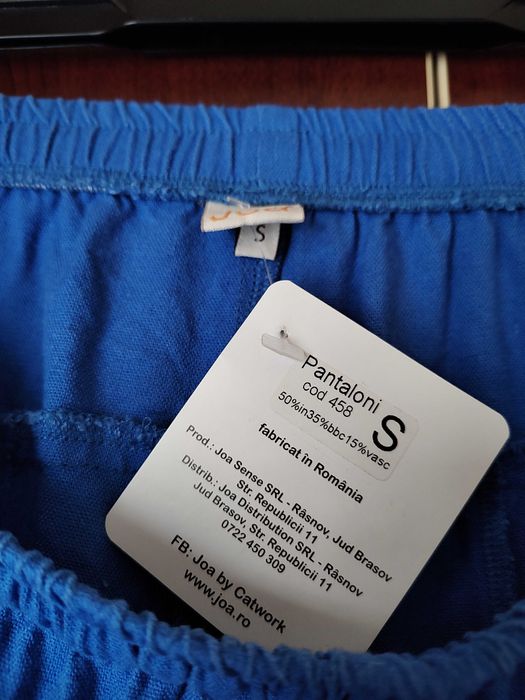 JOA
S
Pantaloni
cod 458
50%in35%bbc15%vasc
S
fabricat în România
Prod.: Joa Sense SRL - Râsnov, Jud Brasov
Str. Republicii 11
Distrib.: Joa Distribution SRL - Râsnov
Jud Brasov, Str. Republicii 11
0722 450 309
FB: Joa by Catwork
www.joa.ro